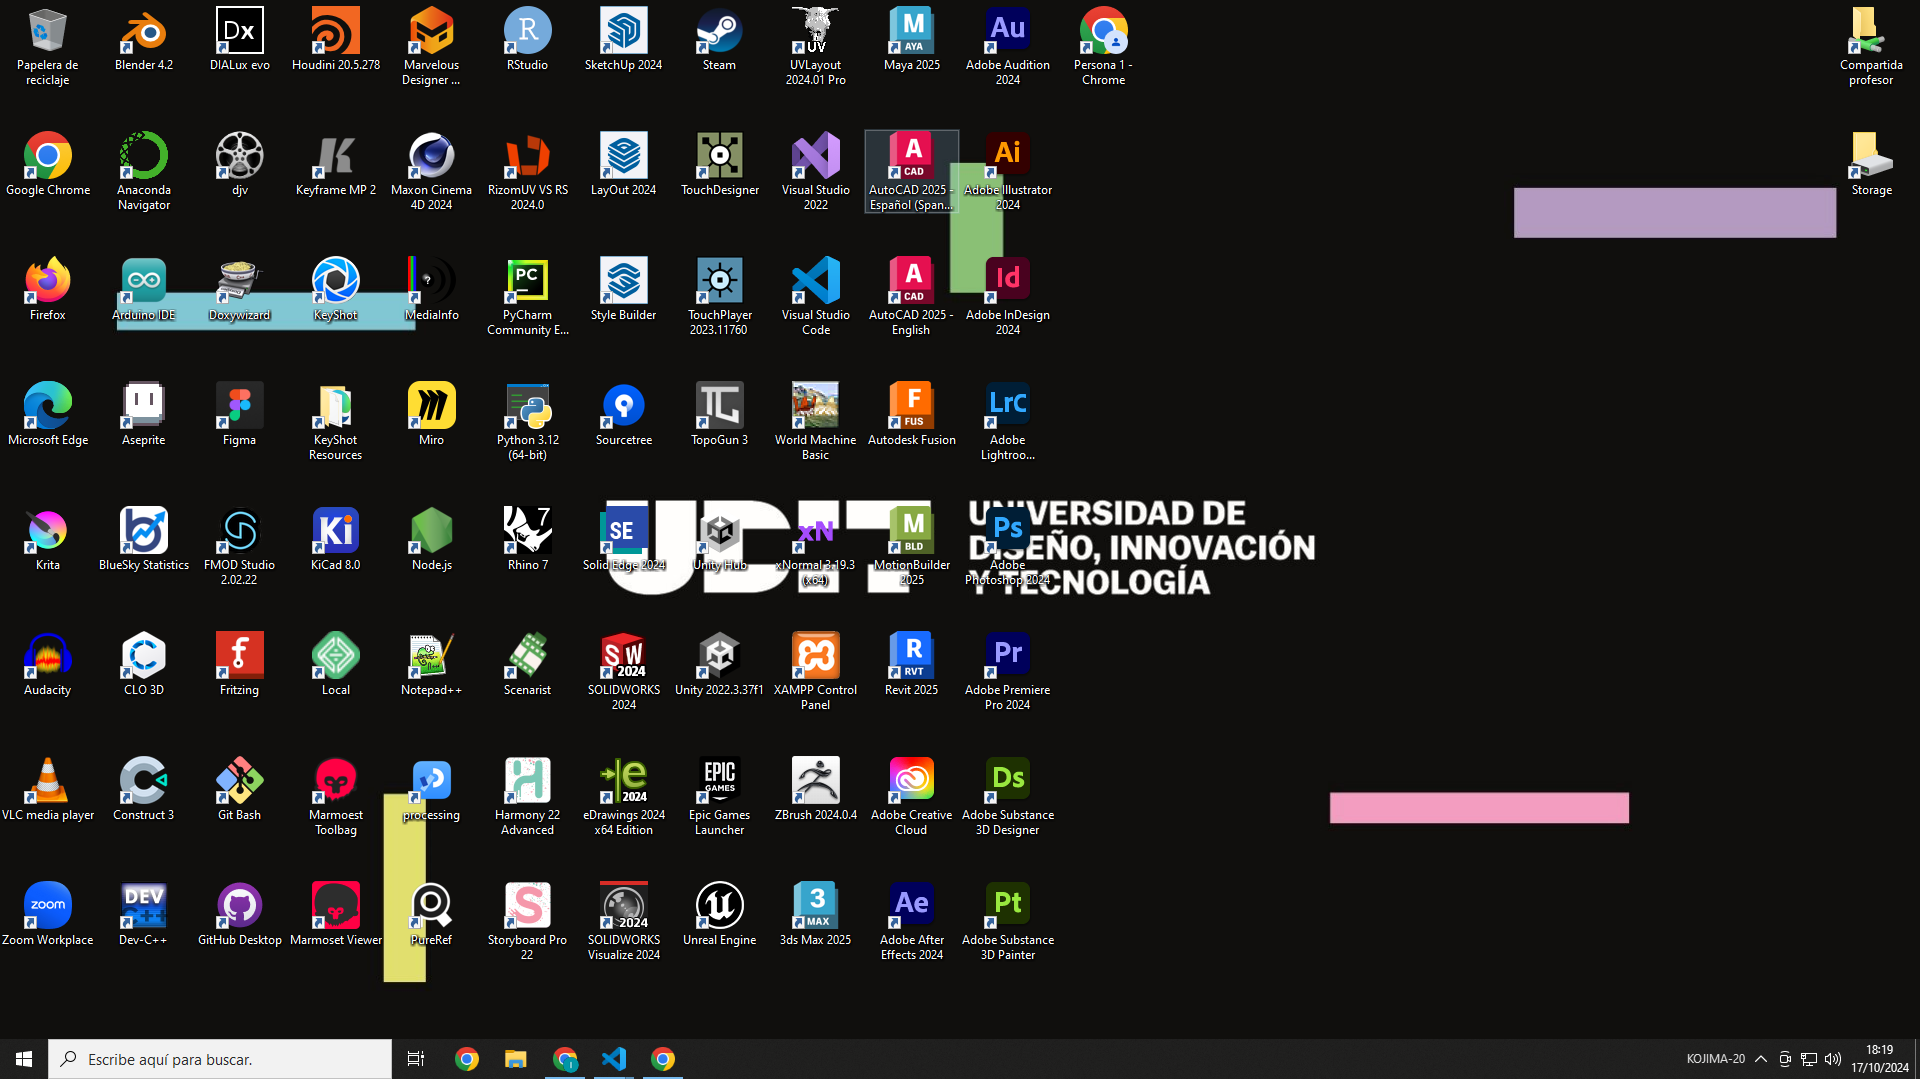 Papelera de reciclaje
Blender 4.2
DIALux evo
Houdini 20.5.278
Marvelous Designer ...
RStudio
SketchUp 2024
Steam
UVLayout 2024.01 Pro
Maya 2025
Adobe Audition 2024
Persona 1 - Chrome
Compartida profesor
Google Chrome
Anaconda Navigator
djv
Keyframe MP 2
Maxon Cinema 4D 2024
RizomUV VS RS 2024.0
LayOut 2024
TouchDesigner
Visual Studio 2022
AutoCAD 2025 - Español (Span...
Adobe Illustrator 2024
Storage
Firefox
Arduino IDE
Doxywizard
KeyShot
MediaInfo
PyCharm Community E...
Style Builder
TouchPlayer 2023.11760
Visual Studio Code
AutoCAD 2025 - English
Adobe InDesign 2024
Microsoft Edge
Aseprite
Figma
KeyShot Resources
Miro
Python 3.12 (64-bit)
Sourcetree
TopoGun 3
World Machine Basic
Autodesk Fusion
Adobe Lightroo...
UDIT
UNIVERSIDAD DE
DISEÑO, INNOVACIÓN
Y TECNOLOGÍA
Krita
BlueSky Statistics
FMOD Studio 2.02.22
KiCad 8.0
Node.js
Rhino 7
Solid Edge 2024
Unity Hub
xNormal 3.19.3 (x64)
MotionBuilder 2025
Adobe Photoshop 2024
Audacity
CLO 3D
Fritzing
Local
Notepad++
Scenarist
SOLIDWORKS 2024
Unity 2022.3.37f1
XAMPP Control Panel
Revit 2025
Adobe Premiere Pro 2024
VLC media player
Construct 3
Git Bash
Marmoest Toolbag
processing
Harmony 22 Advanced
eDrawings 2024 x64 Edition
Epic Games Launcher
ZBrush 2024.0.4
Adobe Creative Cloud
Adobe Substance 3D Designer
Zoom Workplace
Dev-C++
GitHub Desktop
Marmoset Viewer
PureRef
Storyboard Pro 22
SOLIDWORKS Visualize 2024
Unreal Engine
3ds Max 2025
Adobe After Effects 2024
Adobe Substance 3D Painter
Escribe aquí para buscar.
KOJIMA-20
18:19
17/10/2024